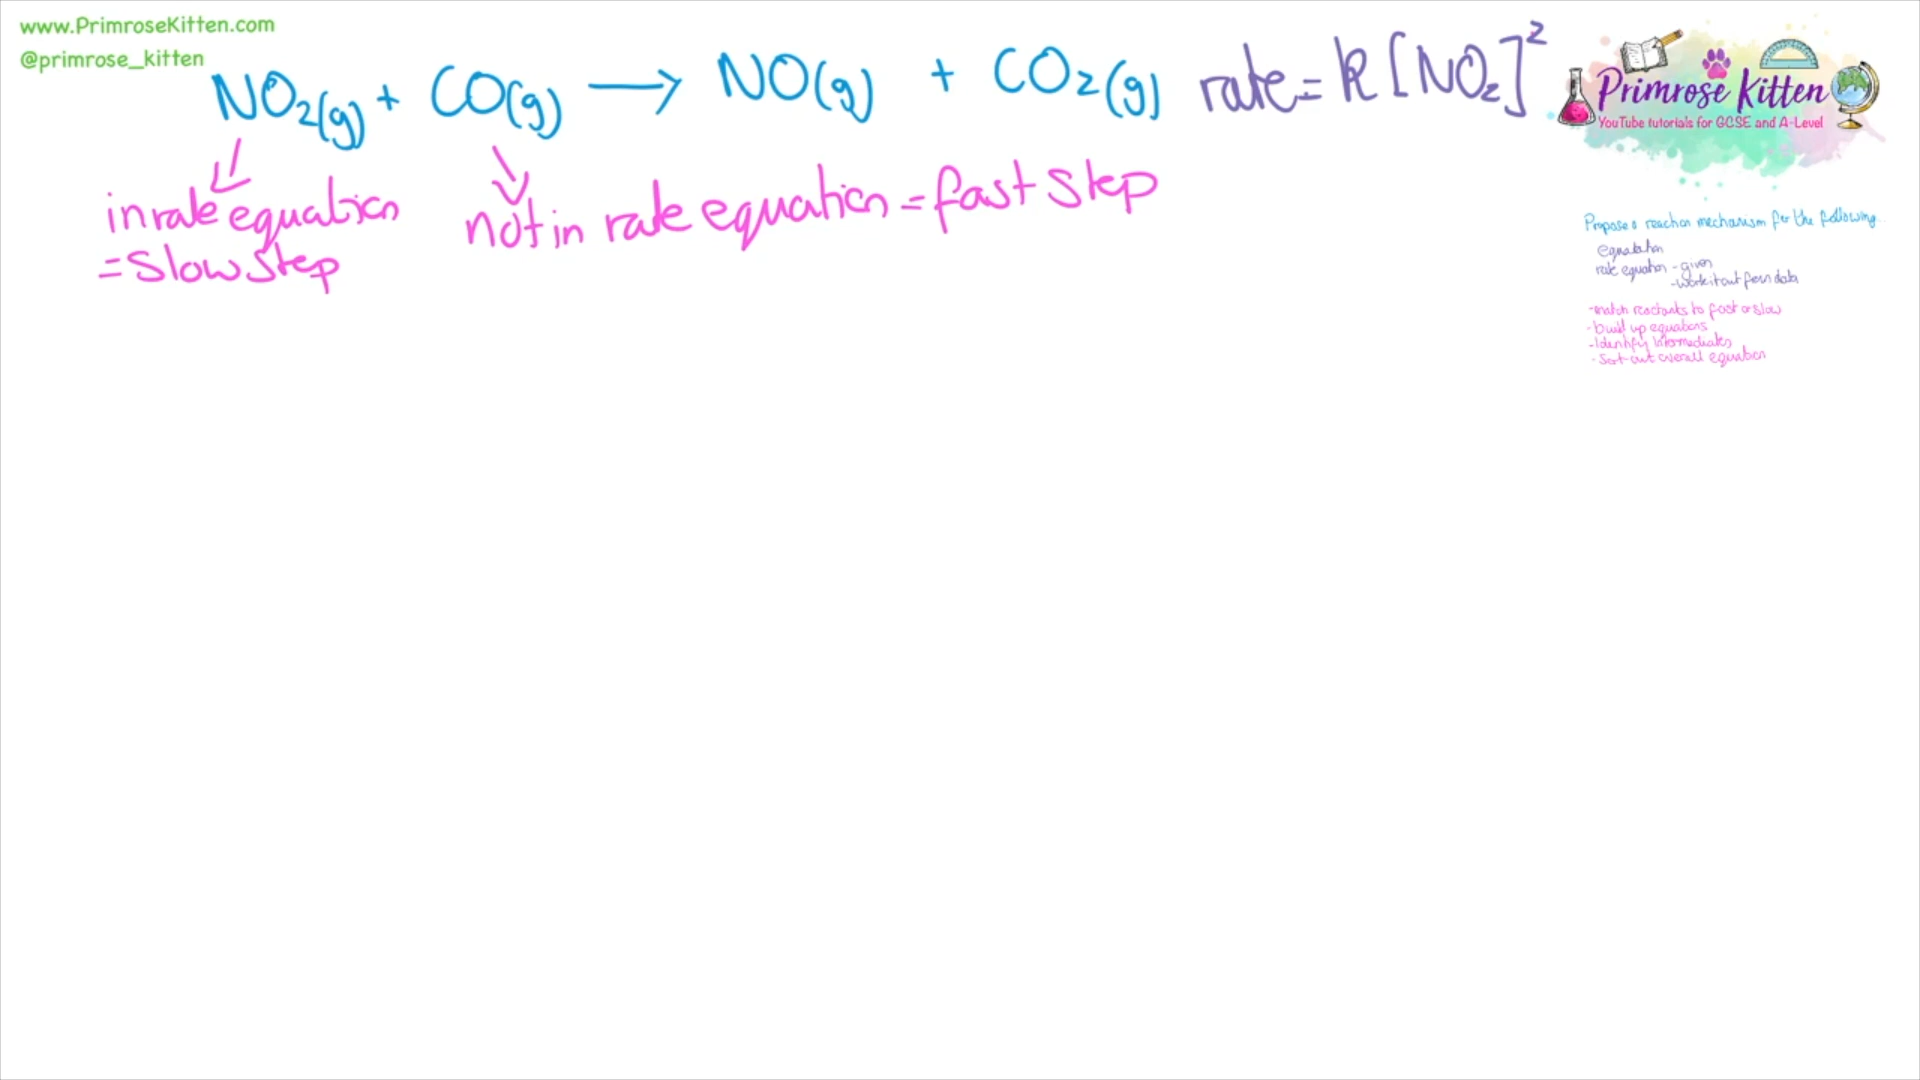 www.PrimroseKitten.com
@primrose_kitten
NO₂(g) + CO(g) → NO(g) + CO₂(g) rate = k[NO₂]²
Primrose Kitten
YouTube tutorials for GCSE and A-Level
in rate equation
= Slow Step
not in rate equation = fast step
Propose a reaction mechanism for the following...
equatation
rate equation - given
- work it out from data
- match reactants to fast or slow
- build up equations
- Identify Intermediates
- Sort out overall equation